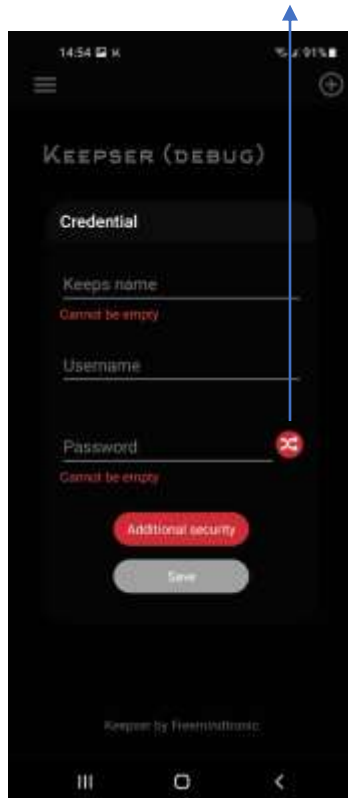 14:54
91%
KEEPSER (DEBUG)
Credential
Keeps name
Cannot be empty
Username
Password
Cannot be empty
Additional security
Save
Keepser by Freemindtronic